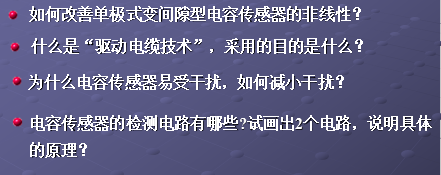 如何改善单极式变间隙型电容传感器的非线性？
什么是“驱动电缆技术”，采用的目的是什么？
为什么电容传感器易受干扰，如何减小干扰？
电容传感器的检测电路有哪些?试画出2个电路，说明具体
的原理？